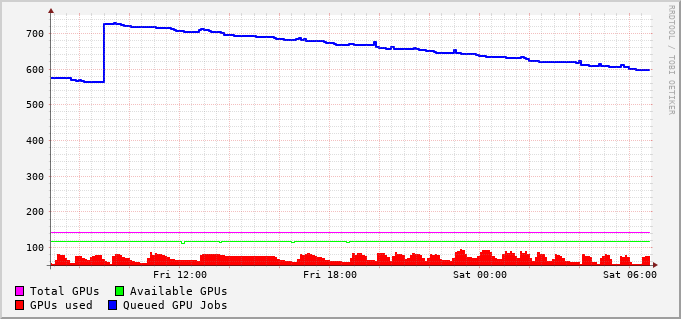 RRDTOOL / TOBI OETIKER
700
600
500
400
300
200
100
Fri 12:00 Fri 18:00 Sat 00:00 Sat 06:00
Total GPUs Available GPUs
GPUs used Queued GPU Jobs